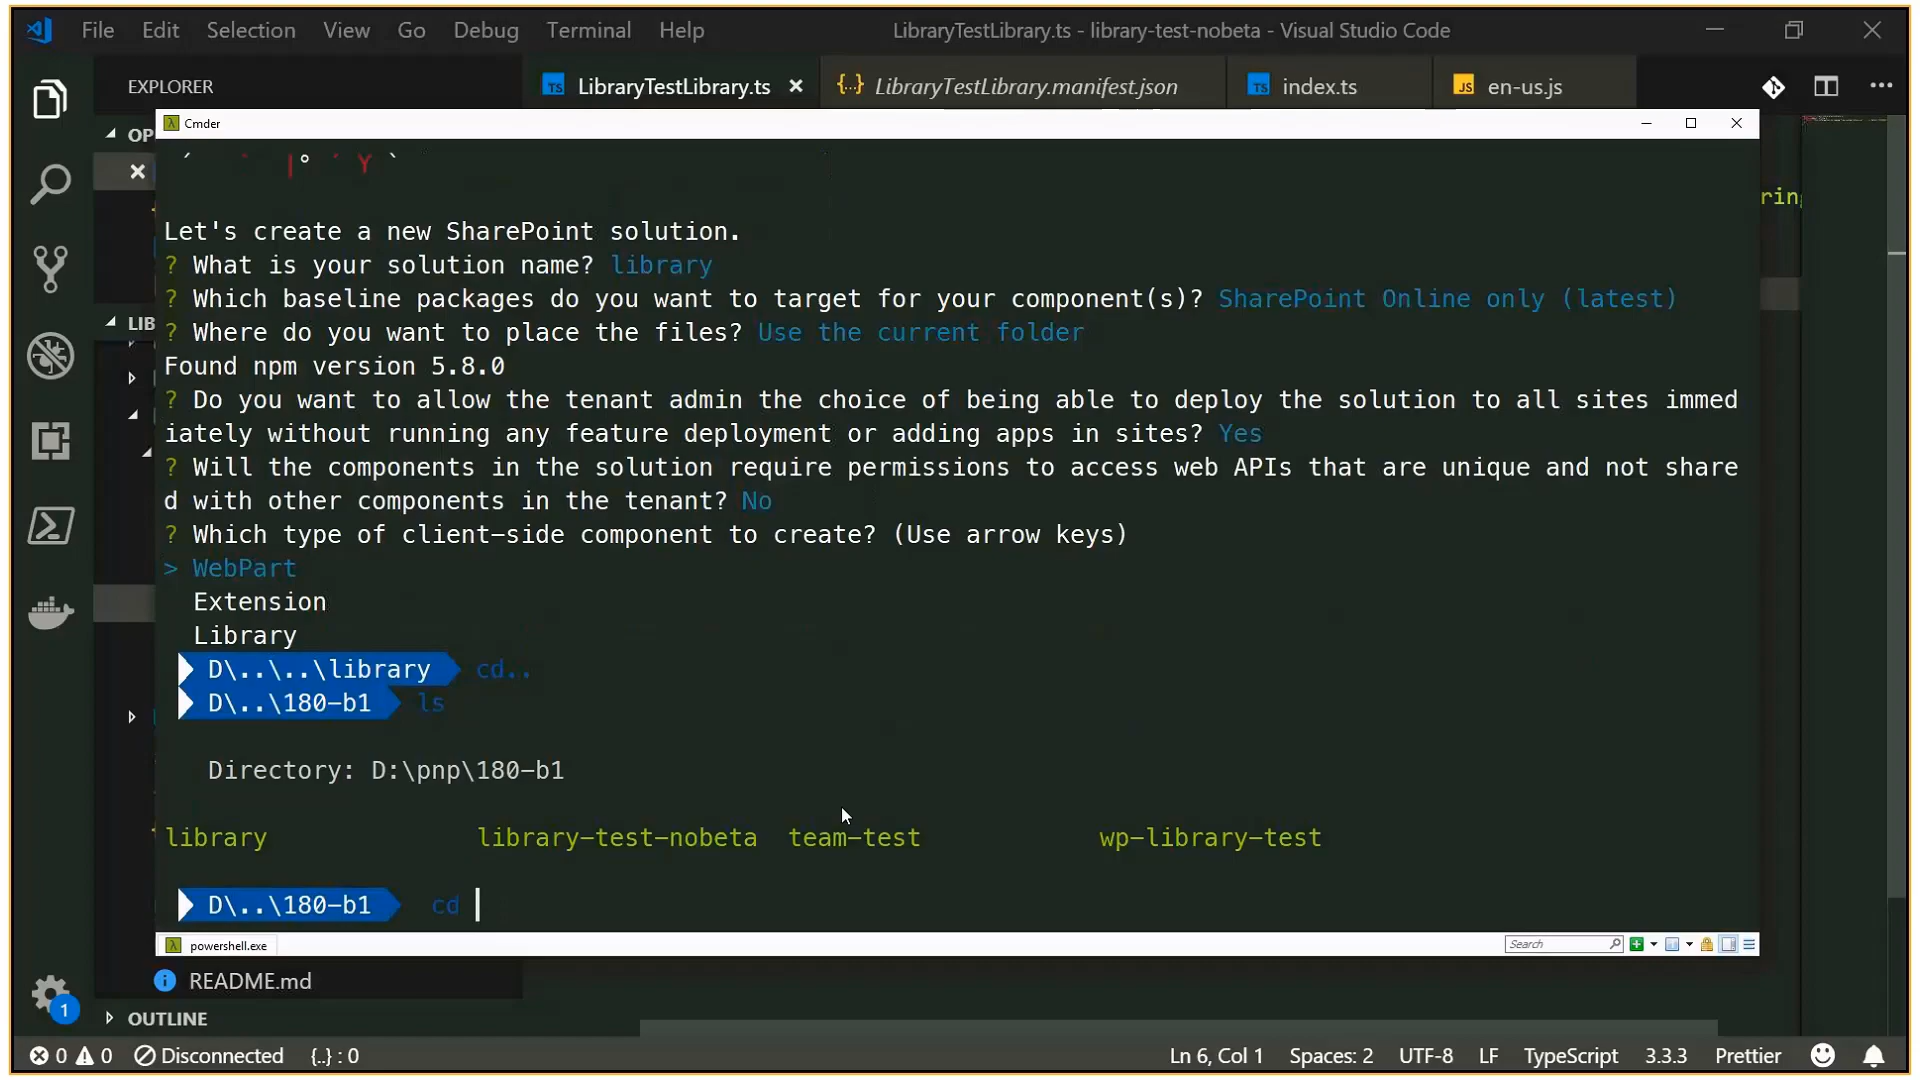 File Edit Selection View Go Debug Terminal Help LibraryTestLibrary.ts - library-test-nobeta - Visual Studio Code
EXPLORER LibraryTestLibrary.ts LibraryTestLibrary.manifest.json index.ts en-us.js
OP
LIB
Cmder
Let's create a new SharePoint solution.
? What is your solution name? library
? Which baseline packages do you want to target for your component(s)? SharePoint Online only (latest)
? Where do you want to place the files? Use the current folder
Found npm version 5.8.0
? Do you want to allow the tenant admin the choice of being able to deploy the solution to all sites immed
iately without running any feature deployment or adding apps in sites? Yes
? Will the components in the solution require permissions to access web APIs that are unique and not share
d with other components in the tenant? No
? Which type of client-side component to create? (Use arrow keys)
> WebPart
Extension
Library
D\..\..\library cd..
D\..\180-b1 ls
Directory: D:\pnp\180-b1
library library-test-nobeta team-test wp-library-test
D\..\180-b1 cd
powershell.exe Search
README.md
OUTLINE
1
0 0 Disconnected {..} : 0 Ln 6, Col 1 Spaces: 2 UTF-8 LF TypeScript 3.3.3 Prettier